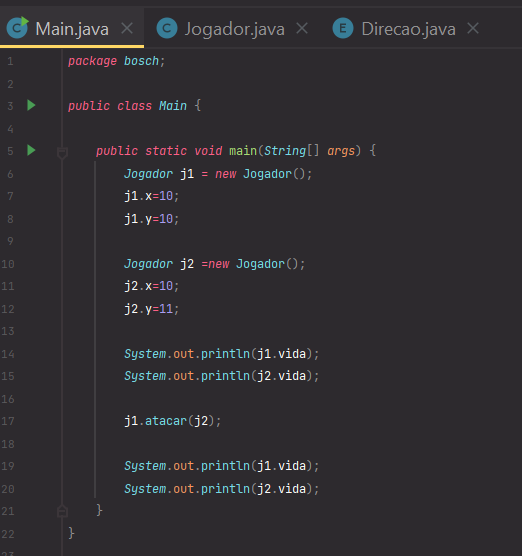 Main.java Jogador.java Direcao.java
1 package bosch;
2
3 public class Main {
4
5 public static void main(String[] args) {
6 Jogador j1 = new Jogador();
7 j1.x=10;
8 j1.y=10;
9
10 Jogador j2 =new Jogador();
11 j2.x=10;
12 j2.y=11;
13
14 System.out.println(j1.vida);
15 System.out.println(j2.vida);
16
17 j1.atacar(j2);
18
19 System.out.println(j1.vida);
20 System.out.println(j2.vida);
21 }
22 }
23